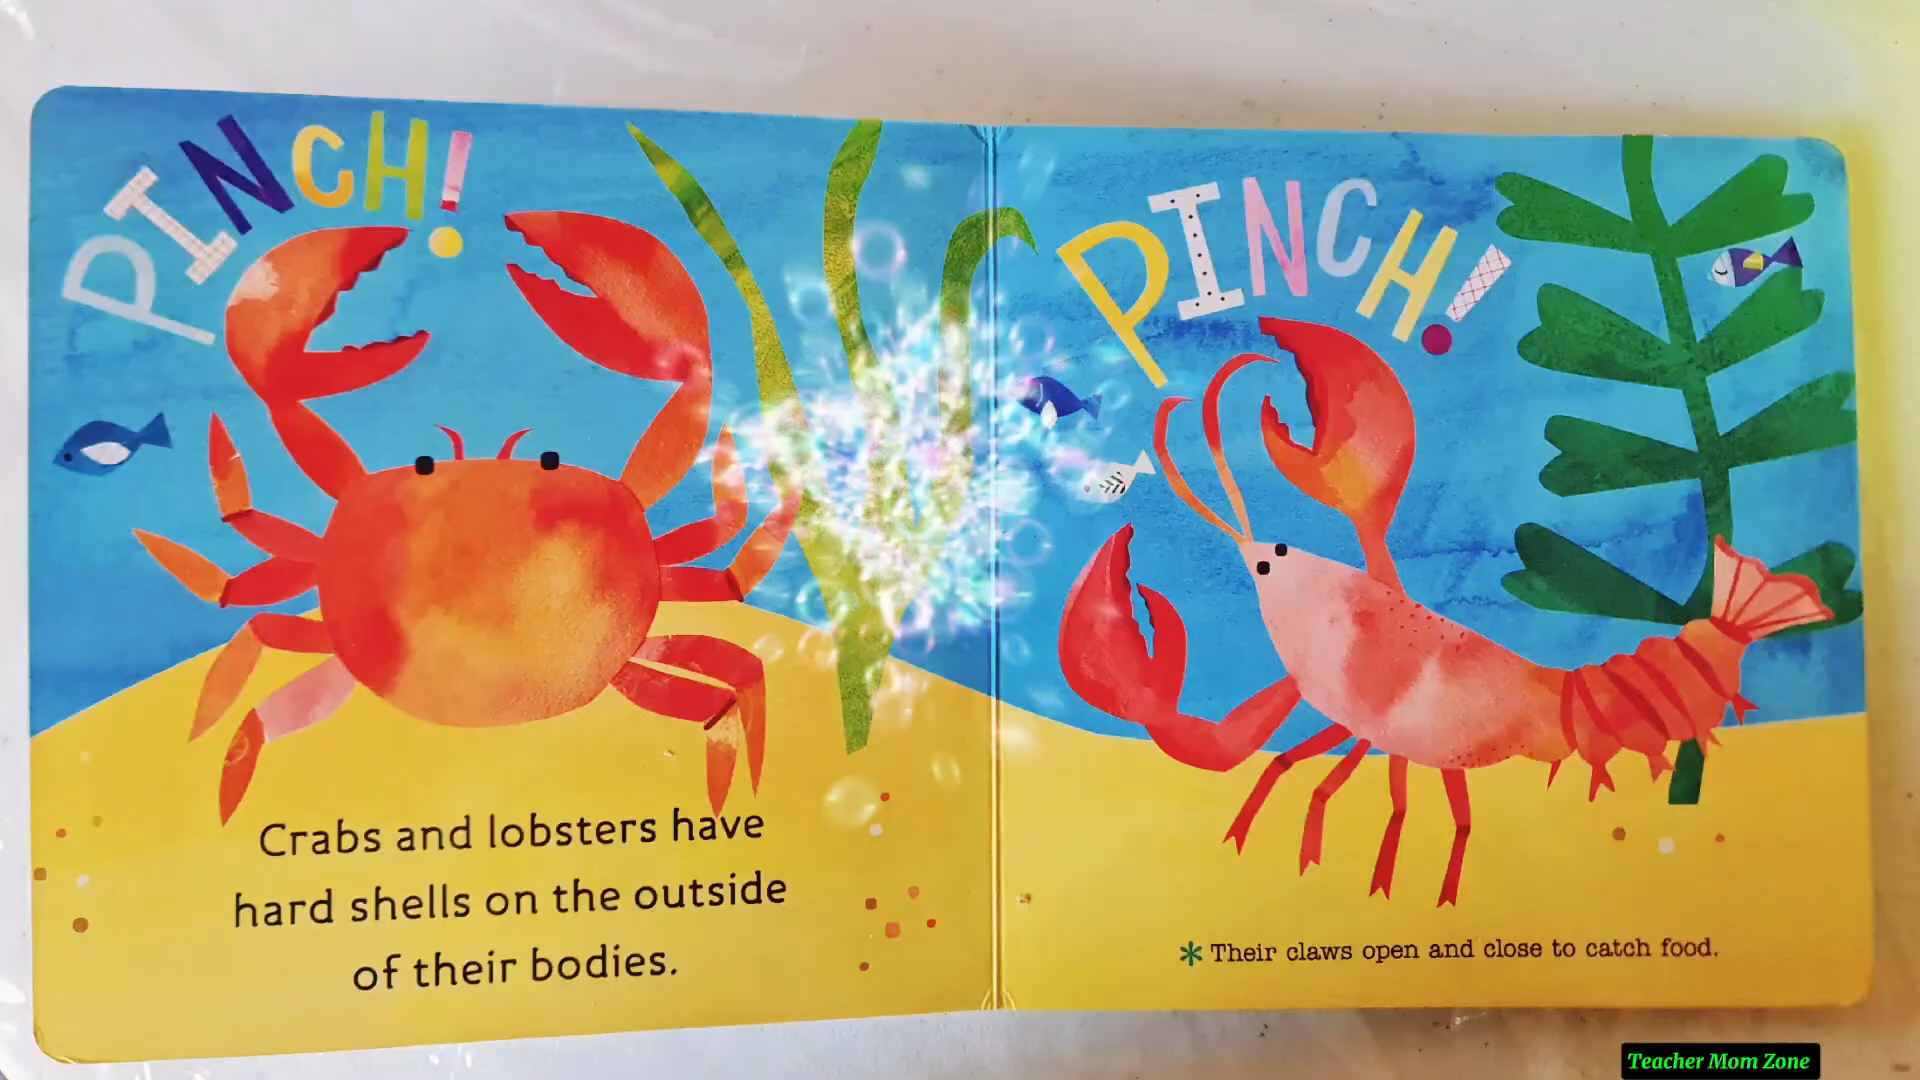 PINCH!
PINCH!
Crabs and lobsters have
hard shells on the outside
of their bodies.
* Their claws open and close to catch food.
Teacher Mom Zone